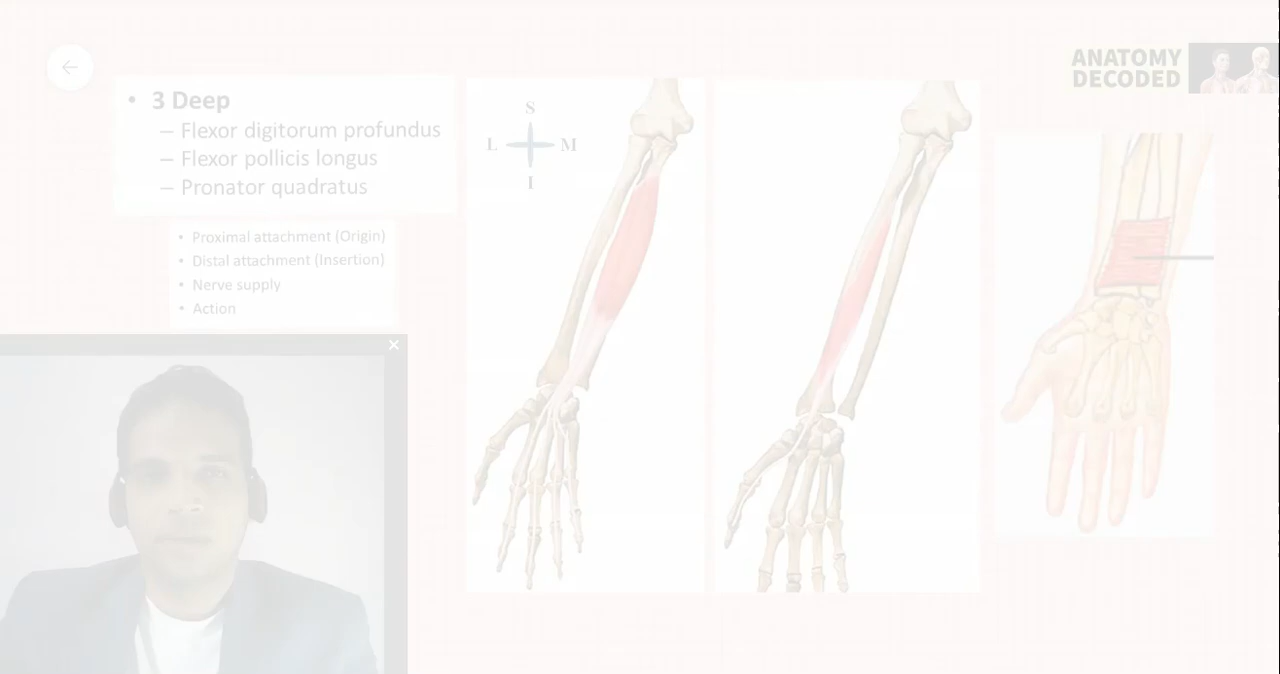 ANATOMY
DECODED
• 3 Deep
– Flexor digitorum profundus
– Flexor pollicis longus
– Pronator quadratus
• Proximal attachment (Origin)
• Distal attachment (Insertion)
• Nerve supply
• Action
S
L M
I